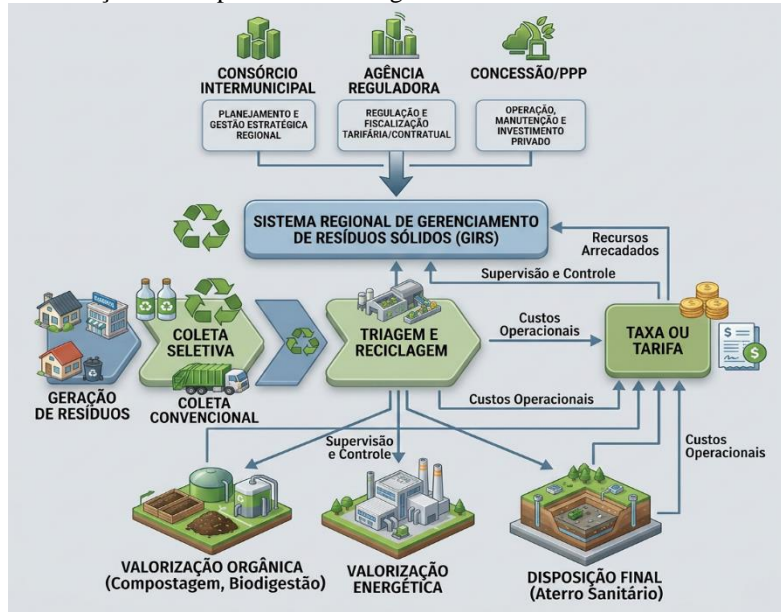 CONSÓRCIO
INTERMUNICIPAL
PLANEJAMENTO E
GESTÃO ESTRATÉGICA
REGIONAL
AGÊNCIA
REGULADORA
REGULAÇÃO E
FISCALIZAÇÃO
TARIFÁRIA/CONTRATUAL
CONCESSÃO/PPP
OPERAÇÃO,
MANUTENÇÃO E
INVESTIMENTO
PRIVADO
SISTEMA REGIONAL DE GERENCIAMENTO
DE RESÍDUOS SÓLIDOS (GIRS)
Recursos
Arrecadados
Supervisão e Controle
GERAÇÃO
DE RESÍDUOS
COLETA
SELETIVA
COLETA
CONVENCIONAL
TRIAGEM E
RECICLAGEM
Custos
Operacionais
TAXA OU
TARIFA
Custos Operacionais
Supervisão
e Controle
Custos
Operacionais
VALORIZAÇÃO ORGÂNICA
(Compostagem, Biodigestão)
VALORIZAÇÃO
ENERGÉTICA
DISPOSIÇÃO FINAL
(Aterro Sanitário)